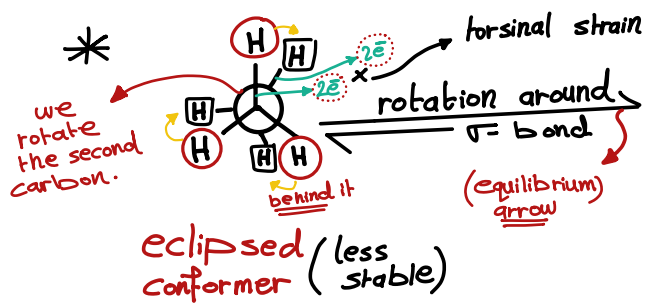 *
we
rotate
the second
carbon.
H
H
H
H
H
H
behind it
2ē
2ē
x
torsinal strain
rotation around
σ= bond
(equilibrium)
arrow
eclipsed
conformer
(less
stable)